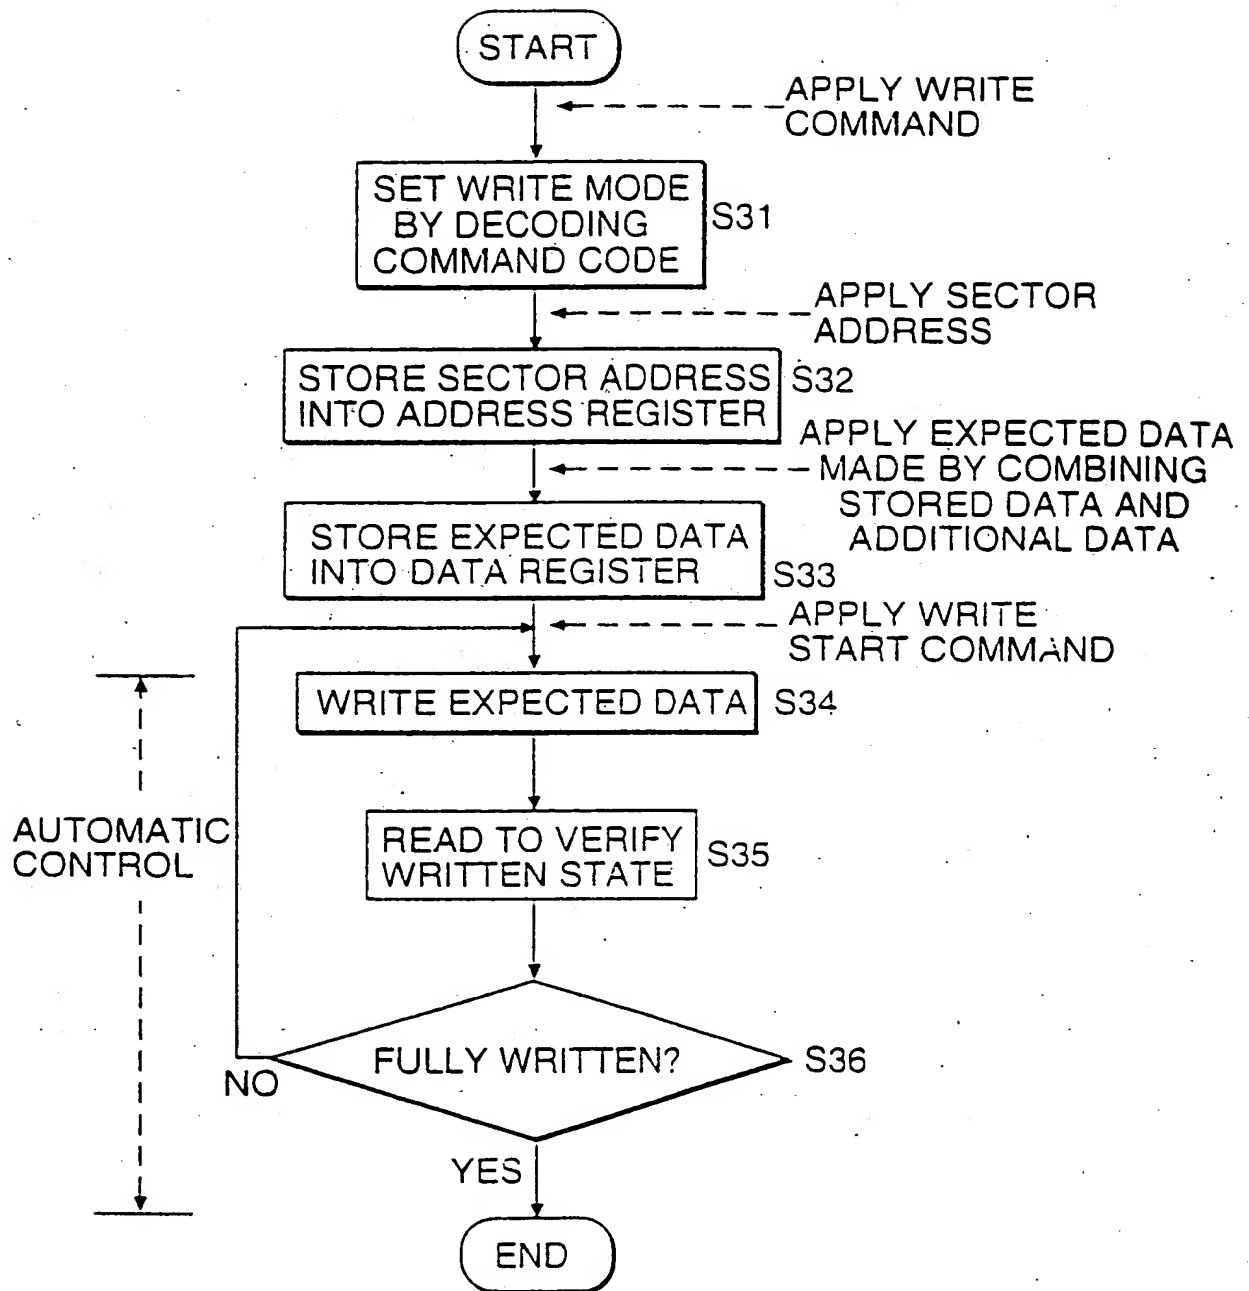 START
APPLY WRITE
COMMAND
SET WRITE MODE
BY DECODING
COMMAND CODE
S31
APPLY SECTOR
ADDRESS
STORE SECTOR ADDRESS
INTO ADDRESS REGISTER
S32
APPLY EXPECTED DATA
MADE BY COMBINING
STORED DATA AND
ADDITIONAL DATA
STORE EXPECTED DATA
INTO DATA REGISTER
S33
APPLY WRITE
START COMMAND
WRITE EXPECTED DATA
S34
AUTOMATIC
CONTROL
READ TO VERIFY
WRITTEN STATE
S35
FULLY WRITTEN?
S36
NO
YES
END